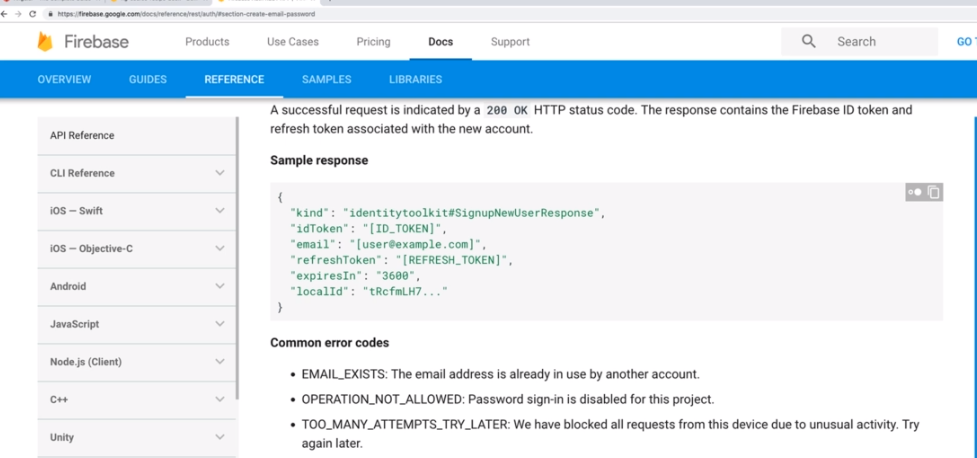 https://firebase.google.com/docs/reference/rest/auth/#section-create-email-password
Firebase
Products
Use Cases
Pricing
Docs
Support
Search
GO
OVERVIEW
GUIDES
REFERENCE
SAMPLES
LIBRARIES
API Reference
CLI Reference
iOS — Swift
iOS — Objective-C
Android
JavaScript
Node.js (Client)
C++
Unity
A successful request is indicated by a 200 OK HTTP status code. The response contains the Firebase ID token and
refresh token associated with the new account.
Sample response
{
"kind": "identitytoolkit#SignupNewUserResponse",
"idToken": "[ID_TOKEN]",
"email": "[user@example.com]",
"refreshToken": "[REFRESH_TOKEN]",
"expiresIn": "3600",
"localId": "tRcfmLH7..."
}
Common error codes
• EMAIL_EXISTS: The email address is already in use by another account.
• OPERATION_NOT_ALLOWED: Password sign-in is disabled for this project.
• TOO_MANY_ATTEMPTS_TRY_LATER: We have blocked all requests from this device due to unusual activity. Try
again later.